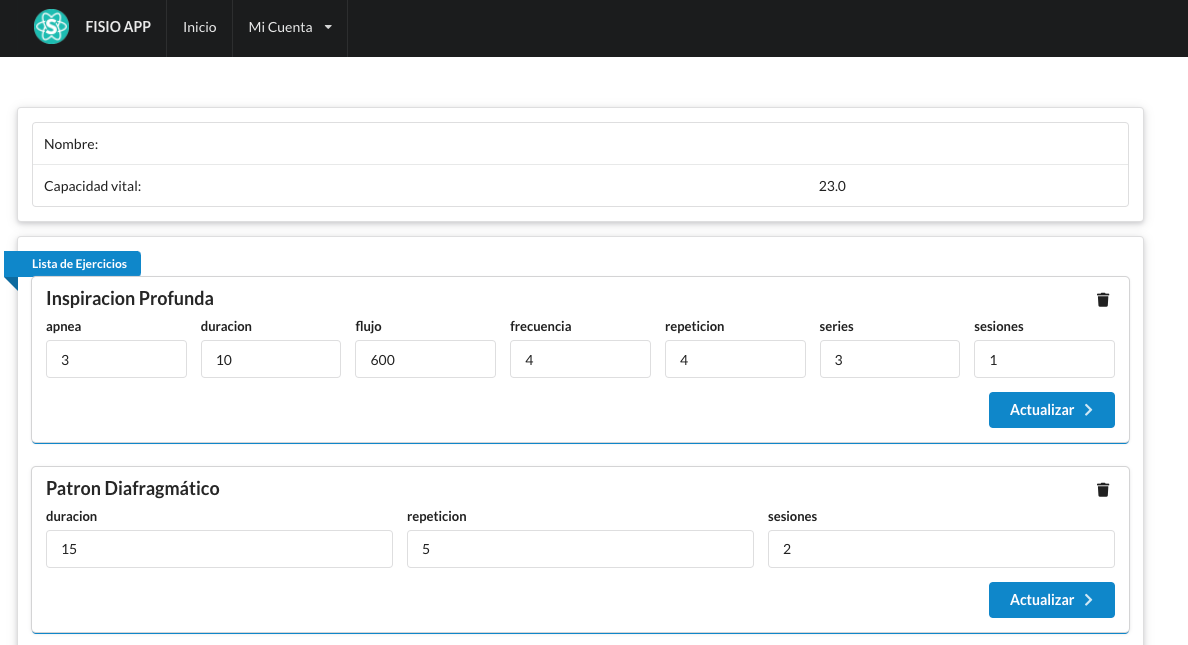 S FISIO APP Inicio Mi Cuenta
Nombre:
Capacidad vital: 23.0
Lista de Ejercicios
Inspiracion Profunda
apnea duracion flujo frecuencia repeticion series sesiones
3 10 600 4 4 3 1
Actualizar
Patron Diafragmático
duracion repeticion sesiones
15 5 2
Actualizar